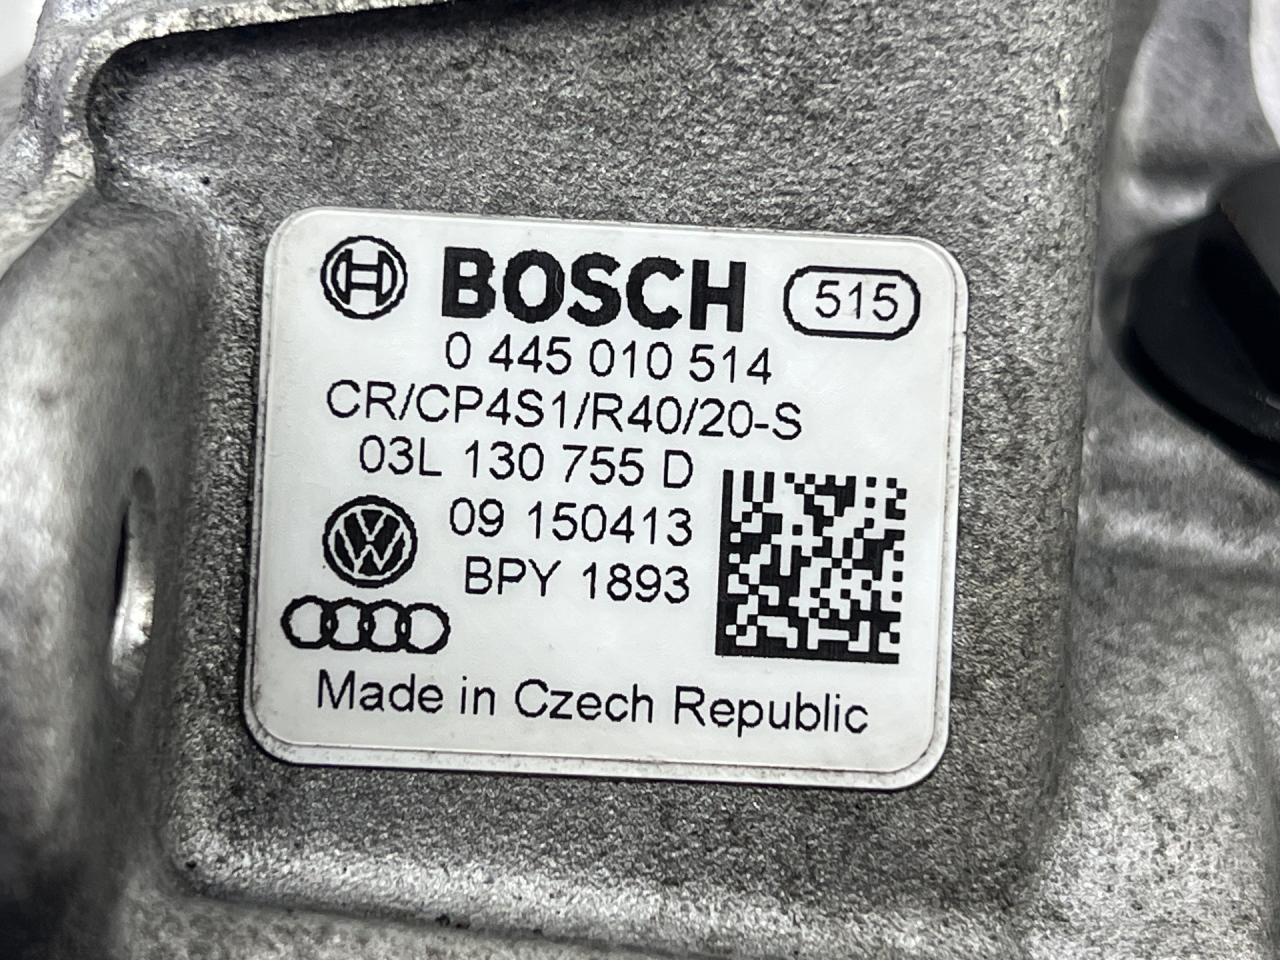 BOSCH 515
0 445 010 514
CR/CP4S1/R40/20-S
03L 130 755 D
09 150413
BPY 1893
Made in Czech Republic